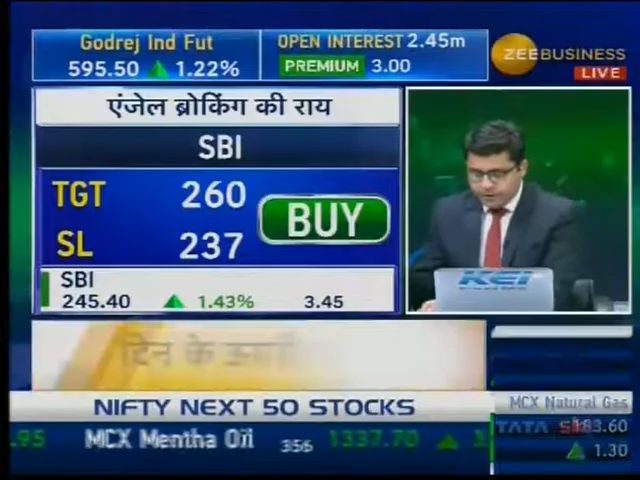 Godrej Ind Fut
595.50 1.22%
OPEN INTEREST 2.45m
PREMIUM 3.00
ZEEBUSINESS
LIVE
एंजेल ब्रोकिंग की राय
SBI
TGT 260
SL 237
BUY
SBI
245.40 1.43% 3.45
KEI
दिन के
NIFTY NEXT 50 STOCKS
MCX Natural Gas
.95 MCX Mentha Oil 356 1337.70
TATA
1.30